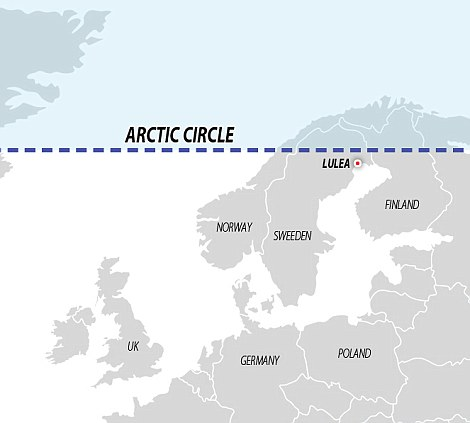 ARCTIC CIRCLE
LULEA
FINLAND
NORWAY
SWEEDEN
UK
GERMANY
POLAND